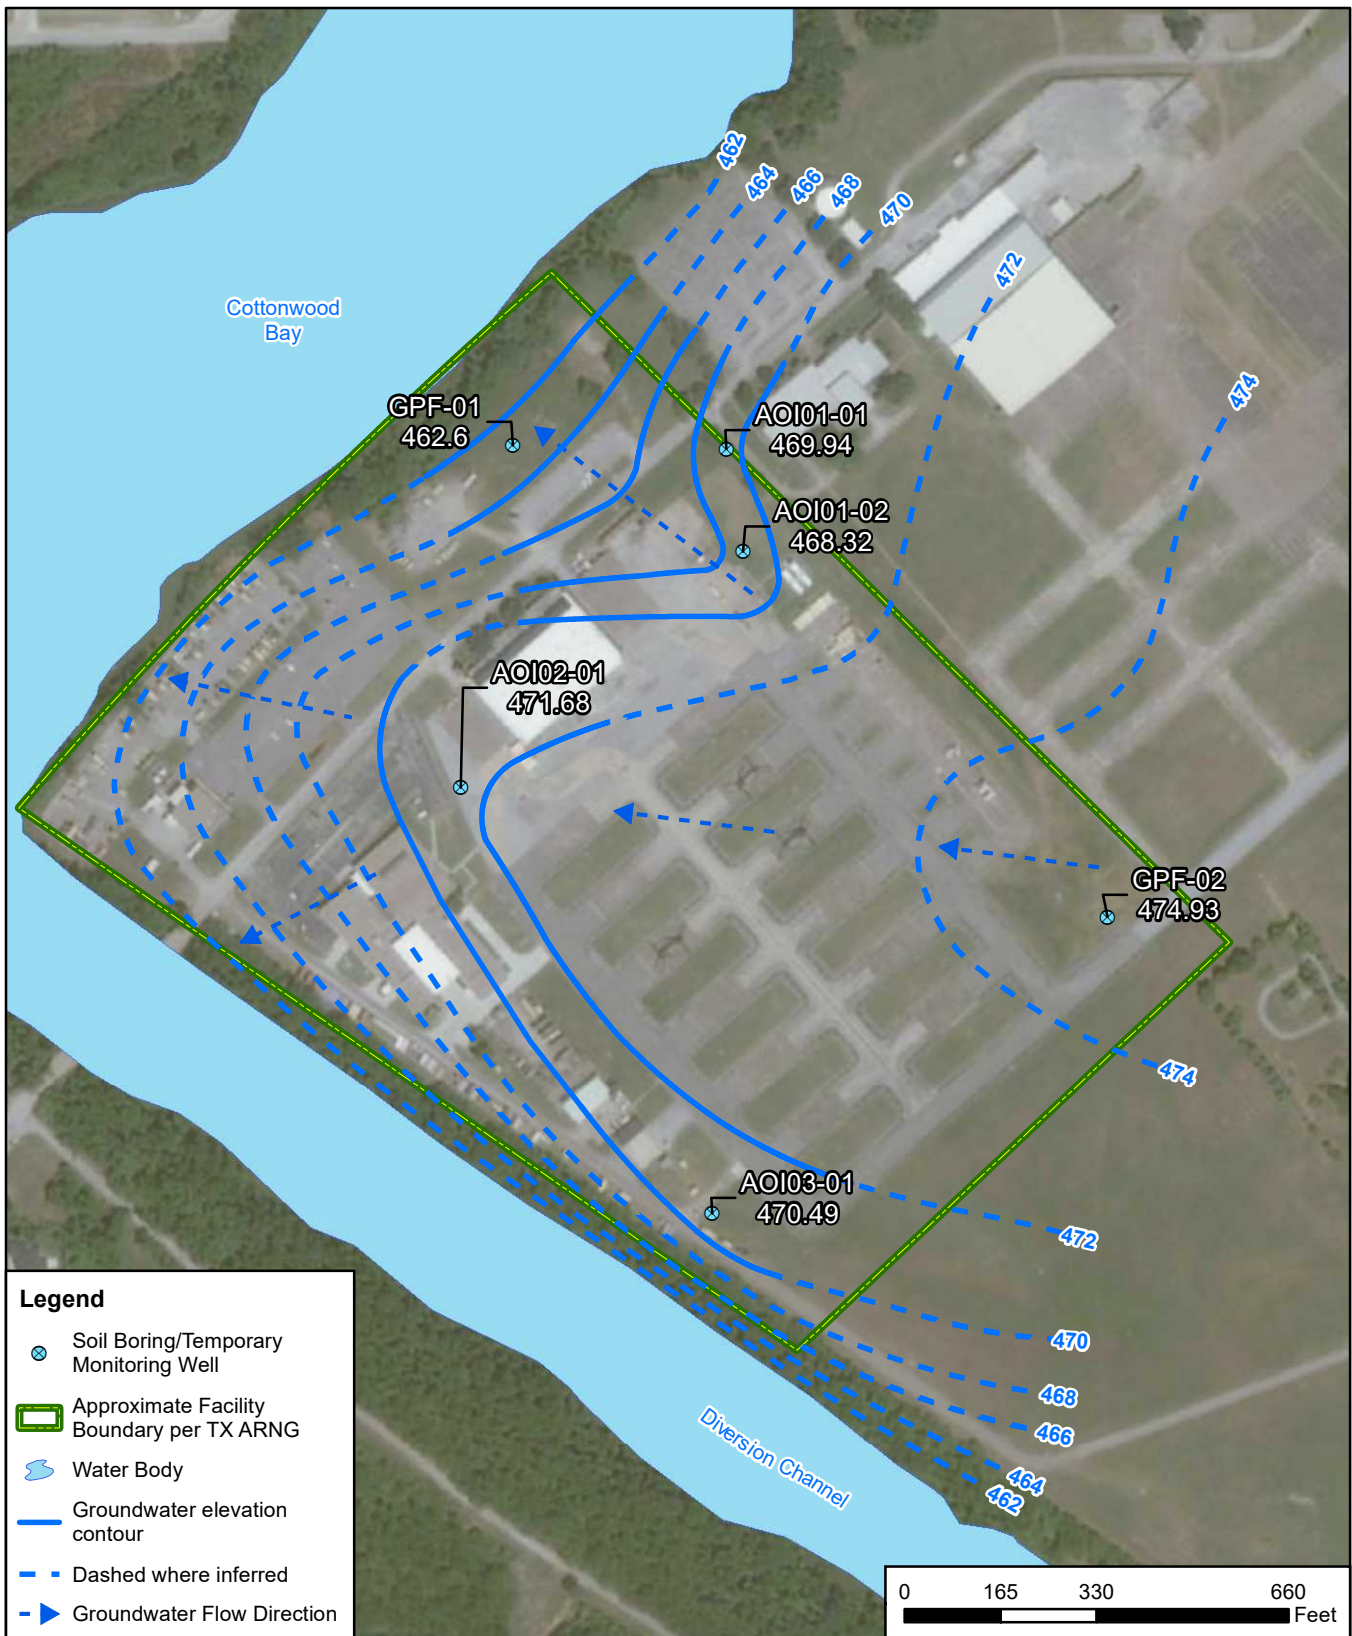 462
464
466
468
470
472
474
Cottonwood
Bay
GPF-01
462.6
AOI01-01
469.94
AOI01-02
468.32
AOI02-01
471.68
GPF-02
474.93
474
AOI03-01
470.49
472
470
468
466
464
462
Diversion Channel
Legend
Soil Boring/Temporary
Monitoring Well
Approximate Facility
Boundary per TX ARNG
Water Body
Groundwater elevation
contour
Dashed where inferred
Groundwater Flow Direction
0 165 330 660
Feet